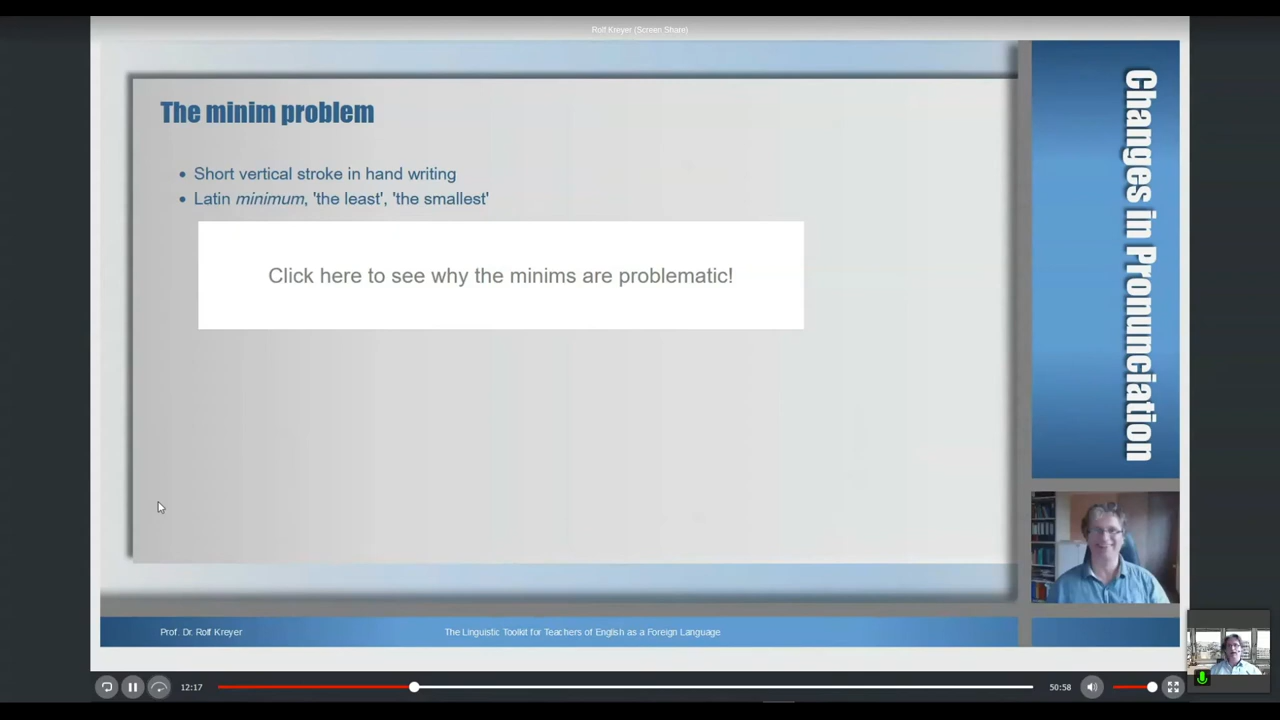 Rolf Kreyer (Screen Share)
The minim problem
Short vertical stroke in hand writing
Latin minimum, 'the least', 'the smallest'
Click here to see why the minims are problematic!
Changes in Pronunciation
Prof. Dr. Rolf Kreyer
The Linguistic Toolkit for Teachers of English as a Foreign Language
12:17
50:58